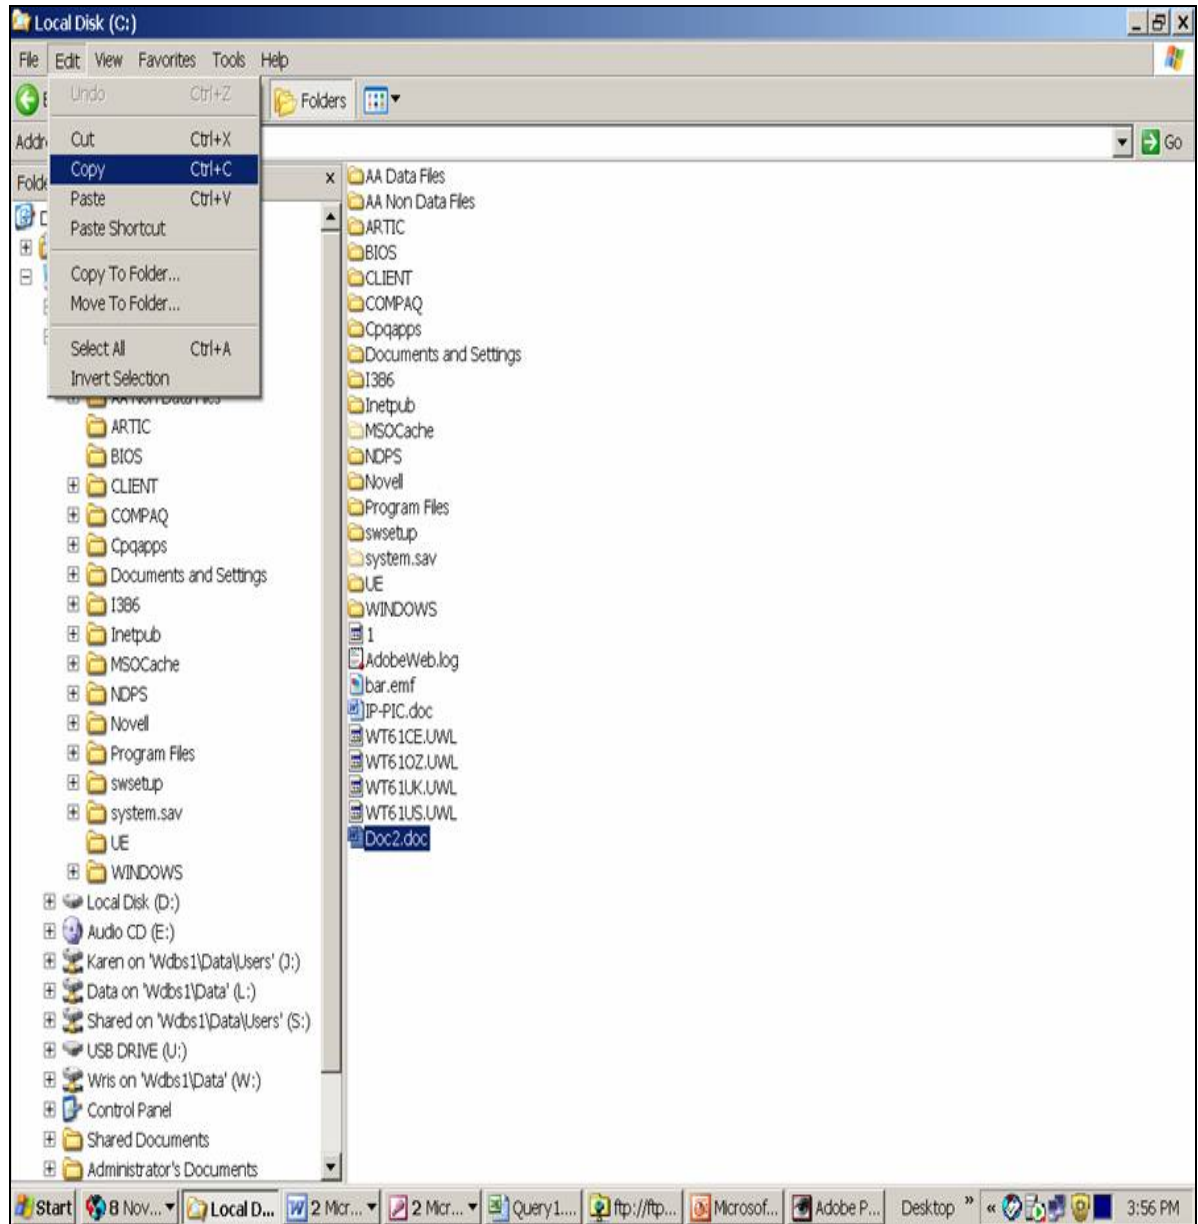 Local Disk (C:)
File Edit View Favorites Tools Help
Folders
Go
Undo Ctrl+Z
Cut Ctrl+X
Copy Ctrl+C
Paste Ctrl+V
Paste Shortcut
Copy To Folder...
Move To Folder...
Select All Ctrl+A
Invert Selection
AA Non Data Files
ARTIC
BIOS
CLIENT
COMPAQ
Cpqapps
Documents and Settings
I386
Inetpub
MSOCache
NDPS
Novell
Program Files
swsetup
system.sav
UE
WINDOWS
Local Disk (D:)
Audio CD (E:)
Karen on 'Wdbs1\Data\Users' (J:)
Data on 'Wdbs1\Data' (L:)
Shared on 'Wdbs1\Data\Users' (S:)
USB DRIVE (U:)
Wris on 'Wdbs1\Data' (W:)
Control Panel
Shared Documents
Administrator's Documents
AA Data Files
AA Non Data Files
ARTIC
BIOS
CLIENT
COMPAQ
Cpqapps
Documents and Settings
I386
Inetpub
MSOCache
NDPS
Novell
Program Files
swsetup
system.sav
UE
WINDOWS
1
AdobeWeb.log
bar.emf
IP-PIC.doc
WT61CE.UWL
WT61OZ.UWL
WT61UK.UWL
WT61US.UWL
Doc2.doc
Start 8 Nov... Local D... 2 Micr... 2 Micr... Query1.... ftp://ftp... Microsof... Adobe P... Desktop » « 3:56 PM